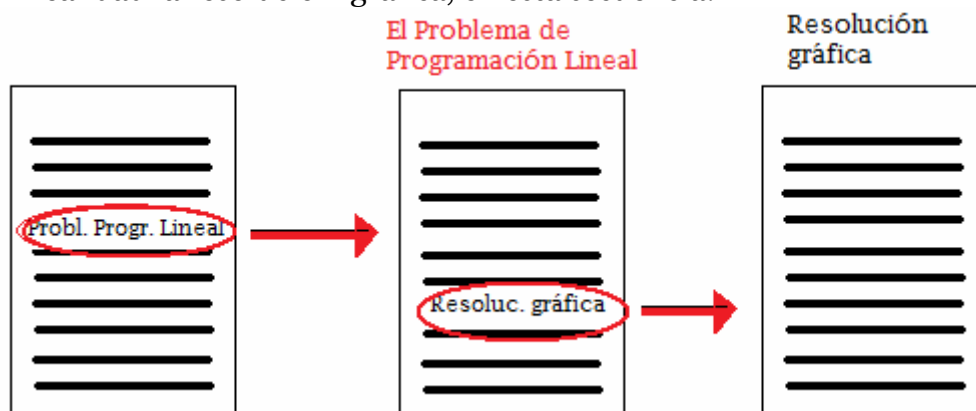 El Problema de
Programación Lineal
Resolución
gráfica
Probl. Progr. Lineal
Resoluc. gráfica